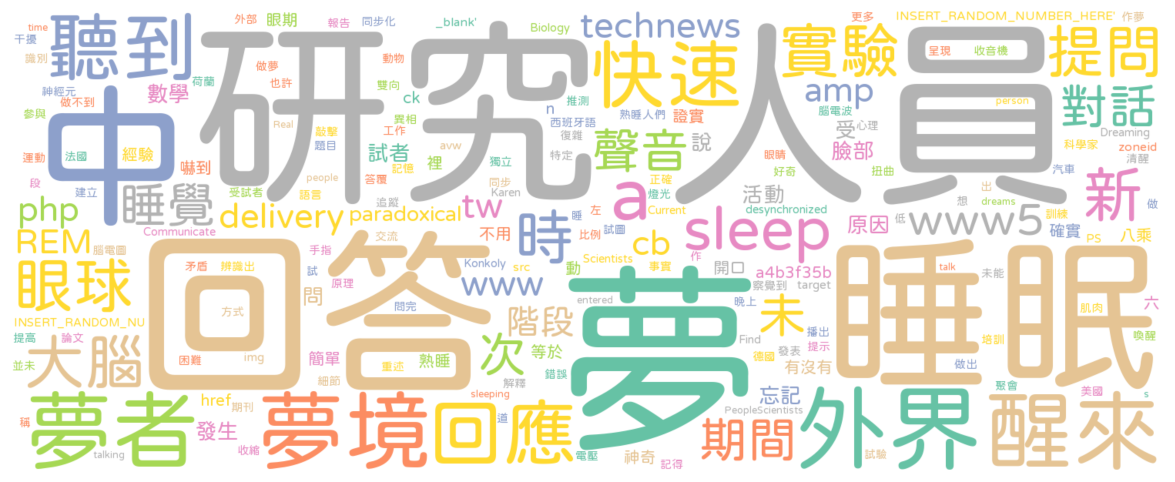 外部 眼期 報告 同步化 _blank' Biology technews 更多 INSERT_RANDOM_NUMBER_HERE' 作夢
干擾 聽到 time 快速 實驗 提問
識別 做夢 荷蘭 動物 呈現 收音機
神經元 數學 也許 雙向 研究人員 amp 對話
做不到 ck n 推測 熟睡人們 證實 腦電波 person
參與 中 異相 西班牙語 聲音 說 受 心理 Dreaming
Real 敲擊 工作 複雜 科學家
運動 法國 經驗 嚇到 題目 試者 avw 裡 獨立 特定 臉部 眼睛 扭曲 清醒 zoneid
段 記憶 答覆 正確 好奇 汽車
建立 睡覺 受試者 people 語言 同步 Karen a 燈光 活動 desynchronized 想 出 dreams 新
php delivery 追蹤 paradoxical tw 時 睡 左 Current 原因 低 www5 訓練 做
Communicate 比例 試圖 sleep 確實 PS 八乘
REM 腦電圖 交流 不用 cb 作
手指 Konkoly src Scientists 事實 開口
眼球 矛盾 辨識出 原理 試 www 動 a4b3f35b talk 六
回答 問 entered 察覺到 target 未能
INSERT_RANDOM_NU 方式 階段 夢 未 晚上 播出 睡眠 肌肉
提高 論文 問完 提示 喚醒
並未 大腦 困難 img 重迹 簡單 熟睡 次 等於 Find 德國 發表 有沒有 培訓
細節 解釋 錯誤 做出
夢者 href 期刊 夢境 sleeping 回應 忘記 外界 聚會 美國 s
稱 發生 道 期間 PeopleScientists 醒來
talking 收縮 電壓 神奇 記得 試驗